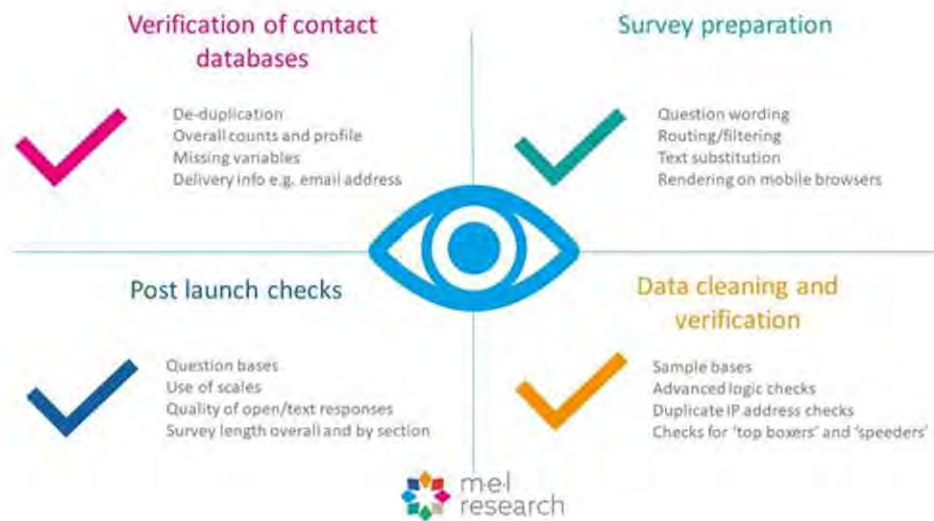 Verification of contact
databases
De-duplication
Overall counts and profile
Missing variables
Delivery info e.g. email address
Survey preparation
Question wording
Routing/filtering
Text substitution
Rendering on mobile browsers
Post launch checks
Question bases
Use of scales
Quality of open/text responses
Survey length overall and by section
Data cleaning and
verification
Sample bases
Advanced logic checks
Duplicate IP address checks
Checks for 'top boxers' and 'speeders'
m·e·l
research